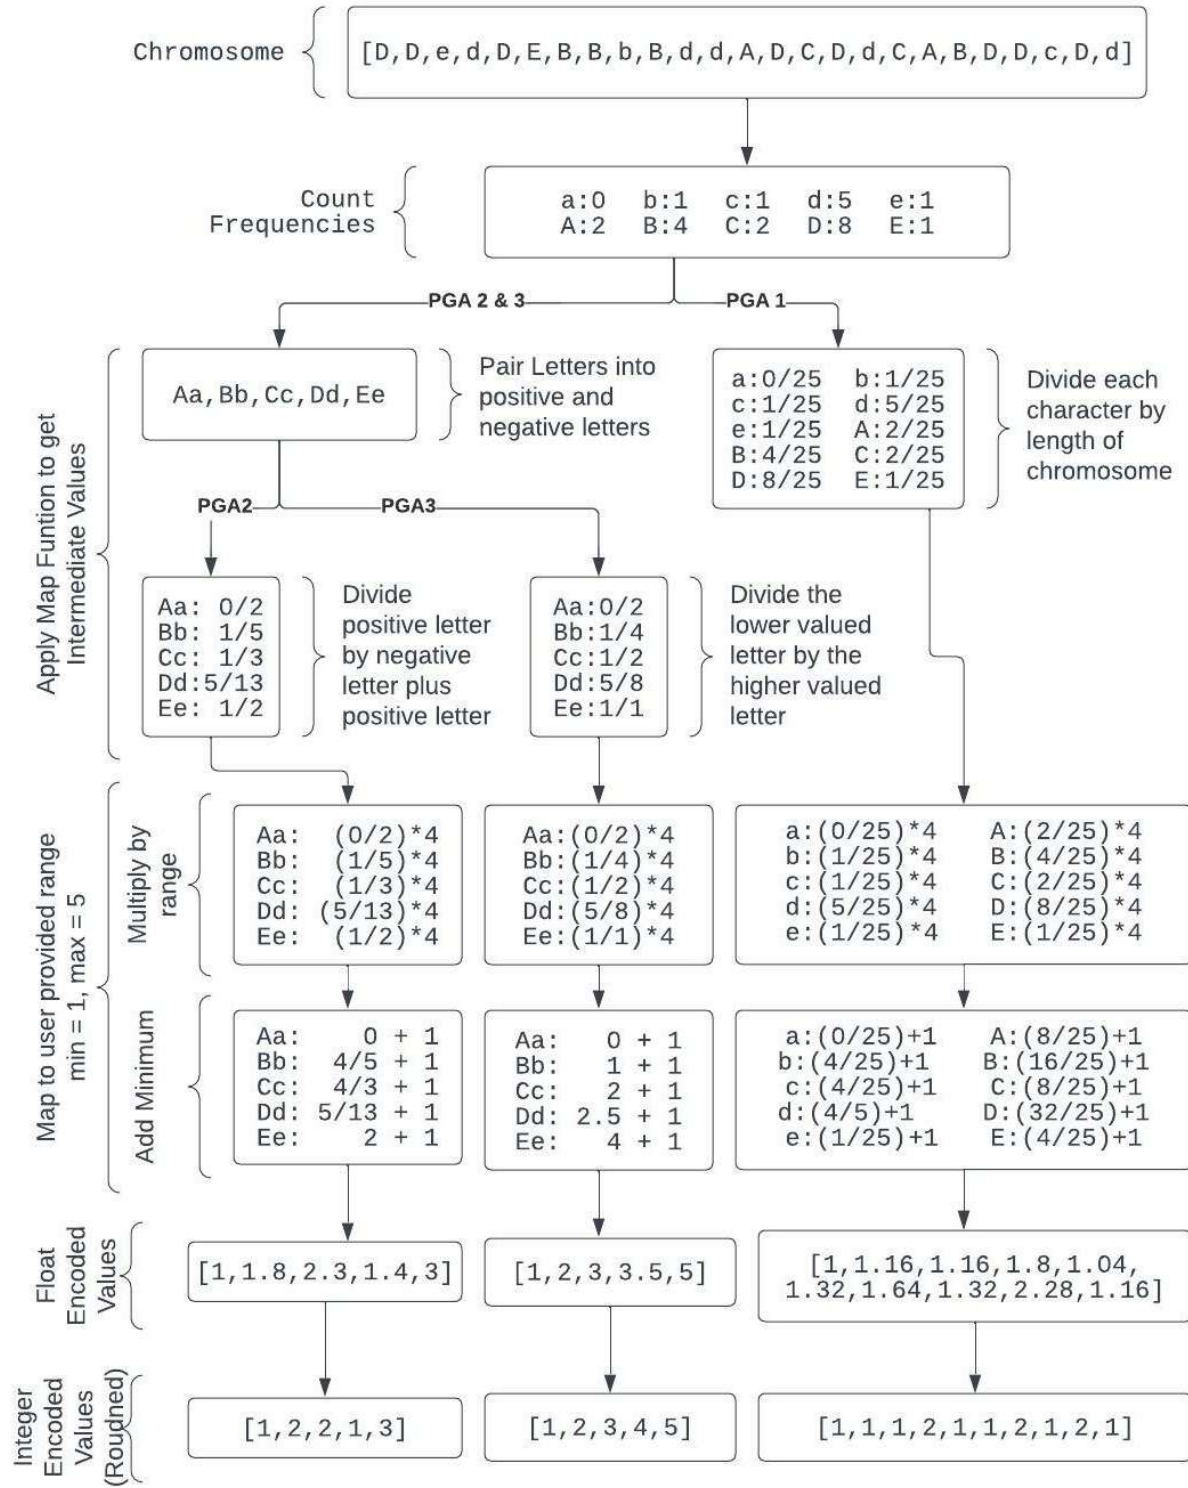 Chromosome
[D,D,e,d,D,E,B,B,b,B,d,d,A,D,C,D,d,C,A,B,D,D,c,D,d]
Count
Frequencies
a:0 b:1 c:1 d:5 e:1
A:2 B:4 C:2 D:8 E:1
PGA 2 & 3
PGA 1
Apply Map Funtion to get
Intermediate Values
Aa,Bb,Cc,Dd,Ee
Pair Letters into
positive and
negative letters
a:0/25 b:1/25
c:1/25 d:5/25
e:1/25 A:2/25
B:4/25 C:2/25
D:8/25 E:1/25
Divide each
character by
length of
chromosome
PGA2
PGA3
Aa: 0/2
Bb: 1/5
Cc: 1/3
Dd:5/13
Ee: 1/2
Divide
positive letter
by negative
letter plus
positive letter
Aa:0/2
Bb:1/4
Cc:1/2
Dd:5/8
Ee:1/1
Divide the
lower valued
letter by the
higher valued
letter
Map to user provided range
min = 1, max = 5
Multiply by
range
Aa: (0/2)*4
Bb: (1/5)*4
Cc: (1/3)*4
Dd: (5/13)*4
Ee: (1/2)*4
Aa:(0/2)*4
Bb:(1/4)*4
Cc:(1/2)*4
Dd:(5/8)*4
Ee:(1/1)*4
a:(0/25)*4 A:(2/25)*4
b:(1/25)*4 B:(4/25)*4
c:(1/25)*4 C:(2/25)*4
d:(5/25)*4 D:(8/25)*4
e:(1/25)*4 E:(1/25)*4
Add Minimum
Aa: 0 + 1
Bb: 4/5 + 1
Cc: 4/3 + 1
Dd: 5/13 + 1
Ee: 2 + 1
Aa: 0 + 1
Bb: 1 + 1
Cc: 2 + 1
Dd: 2.5 + 1
Ee: 4 + 1
a:(0/25)+1 A:(8/25)+1
b:(4/25)+1 B:(16/25)+1
c:(4/25)+1 C:(8/25)+1
d:(4/5)+1 D:(32/25)+1
e:(1/25)+1 E:(4/25)+1
Float
Encoded
Values
[1,1.8,2.3,1.4,3]
[1,2,3,3.5,5]
[1,1.16,1.16,1.8,1.04,
1.32,1.64,1.32,2.28,1.16]
Integer
Encoded
Values
(Roudned)
[1,2,2,1,3]
[1,2,3,4,5]
[1,1,1,2,1,1,2,1,2,1]